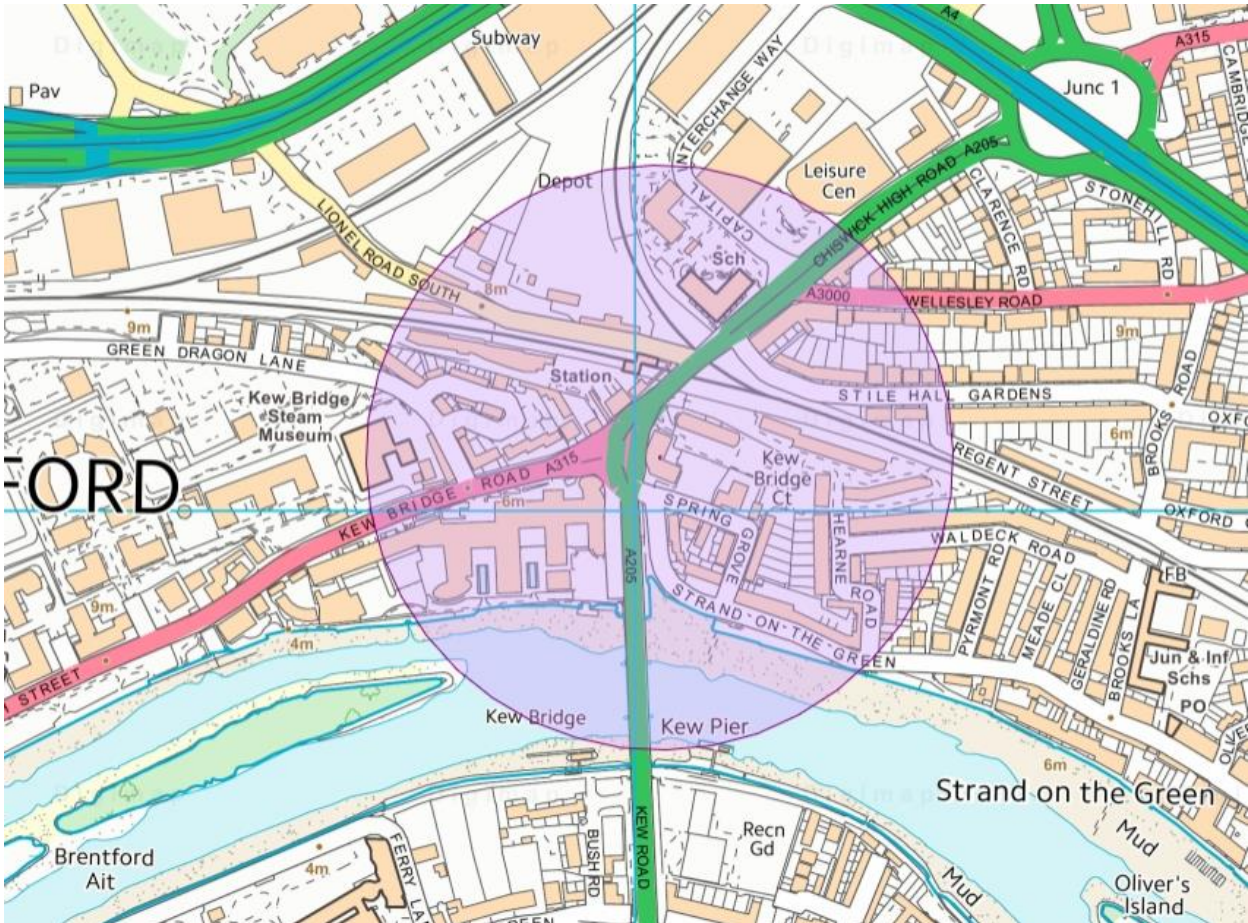 A4
A315
Subway
Digimap
Digimap
CAMBRIDGE
Junc 1
Pav
INTERCHANGE WAY
CAPITAL
Leisure
Cen
CHISWICK HIGH ROAD A205
CLARENCE RD
STONEHILL
RD
Depot
LIONEL ROAD SOUTH
Sch
8m
A3000
WELLESLEY ROAD
9m
9m
GREEN DRAGON LANE
Station
STILE HALL GARDENS
BROOKS ROAD
OXFO
Kew Bridge
Steam
Museum
6m
FORD
KEW BRIDGE ROAD A315
6m
Kew
Bridge
Ct
REGENT STREET
OXFORD
SPRING
GROVE
HEARNE
ROAD
WALDECK ROAD
A205
FB
PYRMONT RD
MEADE CL
GERALDINE RD
BROOKS LA
9m
4m
STRAND-ON-THE-GREEN
Jun & Inf
Schs
PO
STREET
Kew Bridge
Kew Pier
6m
Strand on the Green
KEW ROAD
Recn
Gd
Mud
BUSH RD
FERRY
Brentford
Ait
4m
Mud
Oliver's
Island
GREEN